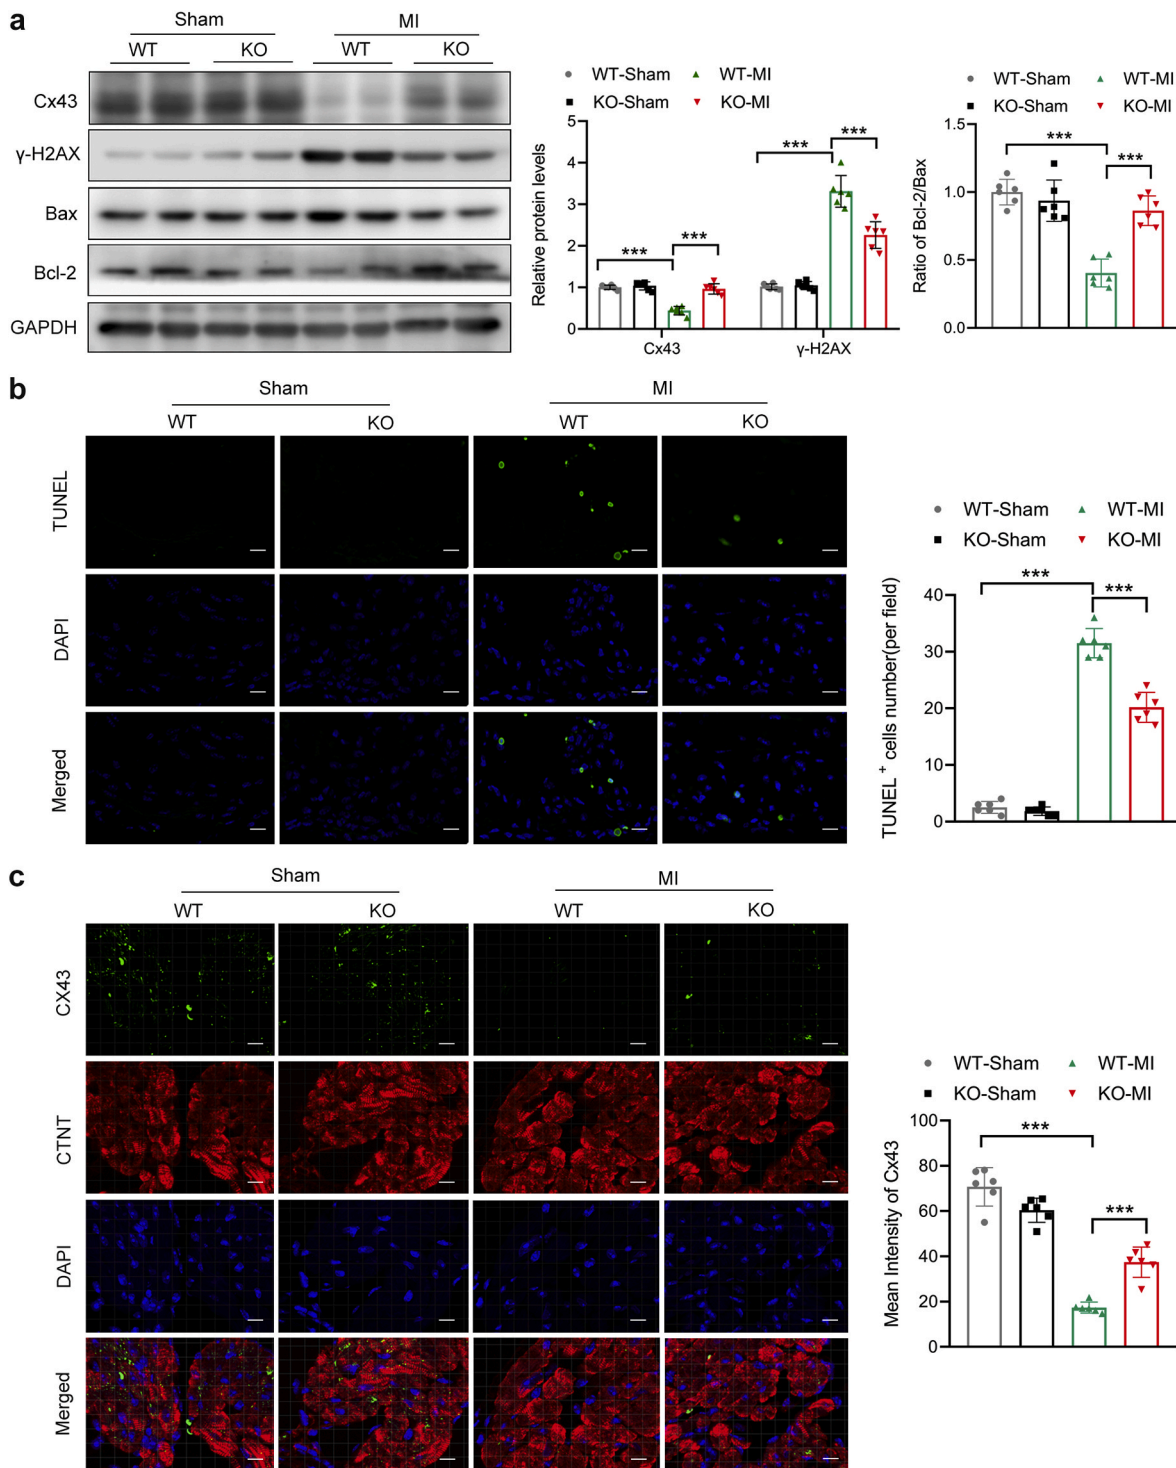 a
Sham MI
WT KO WT KO
Cx43
γ-H2AX
Bax
Bcl-2
GAPDH
WT-Sham WT-MI
KO-Sham KO-MI
Relative protein levels
5
4
3
2
1
0
*** *** *** ***
Cx43 γ-H2AX
WT-Sham WT-MI
KO-Sham KO-MI
Ratio of Bcl-2/Bax
1.5
1.0
0.5
0.0
*** ***
b
Sham MI
WT KO WT KO
TUNEL
DAPI
Merged
WT-Sham WT-MI
KO-Sham KO-MI
TUNEL + cells number(per field)
40
30
20
10
0
*** ***
c
Sham MI
WT KO WT KO
CX43
CTNT
DAPI
Merged
WT-Sham WT-MI
KO-Sham KO-MI
Mean Intensity of Cx43
100
80
60
40
20
0
*** ***